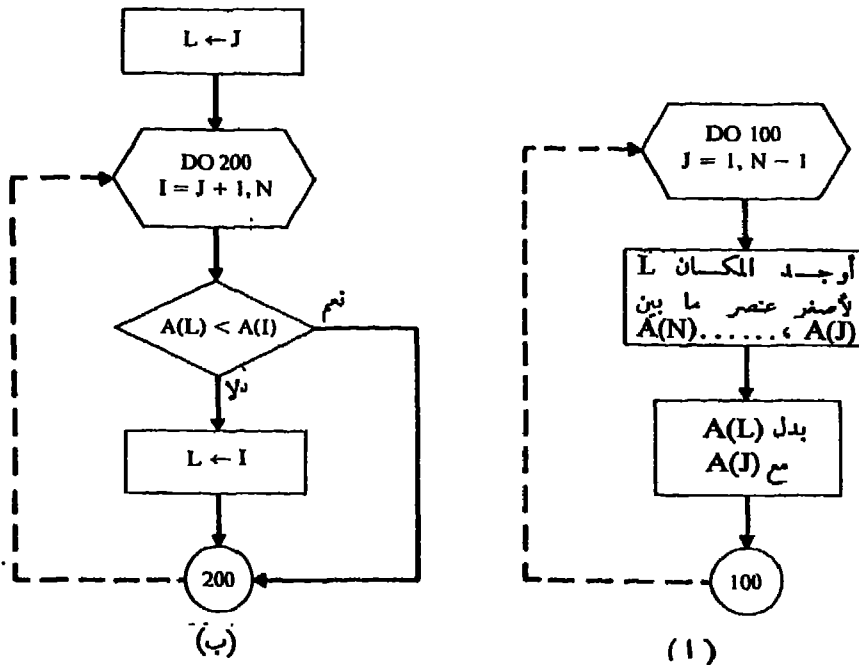 L ← J
DO 200
I = J + 1, N
A(L) < A(I)
نعم
لا
L ← I
200
(ب)
DO 100
J = 1, N − 1
أوجد المكان L
لأصغر عنصر ما بين
A(J) ،......A(N)
بدل A(L)
مع A(J)
100
(ا)